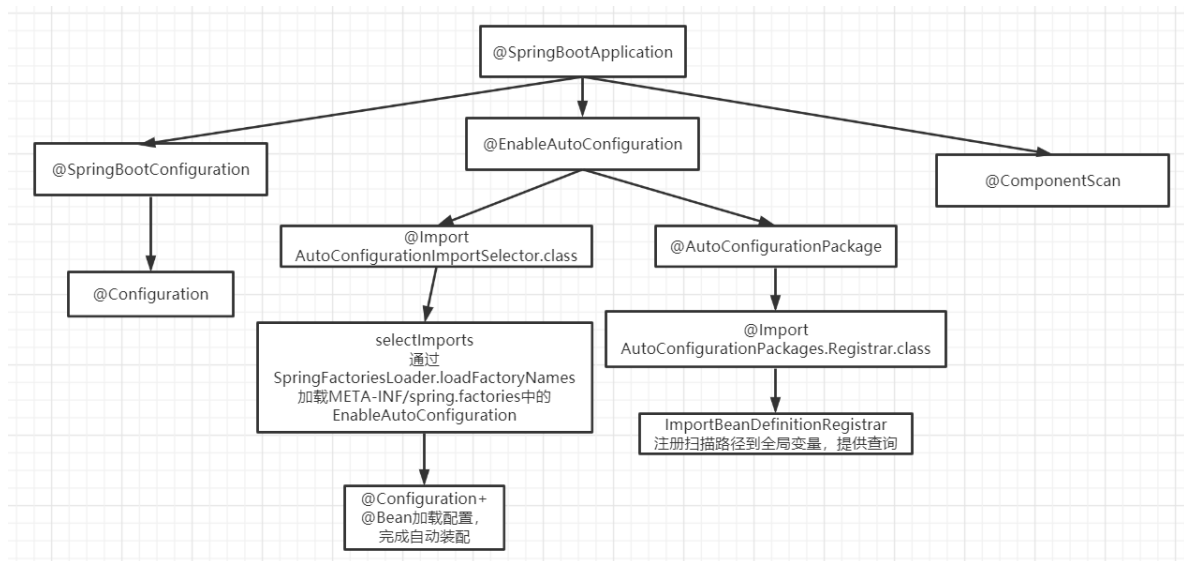 @SpringBootApplication
@SpringBootConfiguration
@EnableAutoConfiguration
@ComponentScan
@Configuration
@Import
AutoConfigurationImportSelector.class
@AutoConfigurationPackage
selectImports
通过
SpringFactoriesLoader.loadFactoryNames
加载META-INF/spring.factories中的
EnableAutoConfiguration
@Import
AutoConfigurationPackages.Registrar.class
ImportBeanDefinitionRegistrar
注册扫描路径到全局变量，提供查询
@Configuration+
@Bean加载配置，
完成自动装配